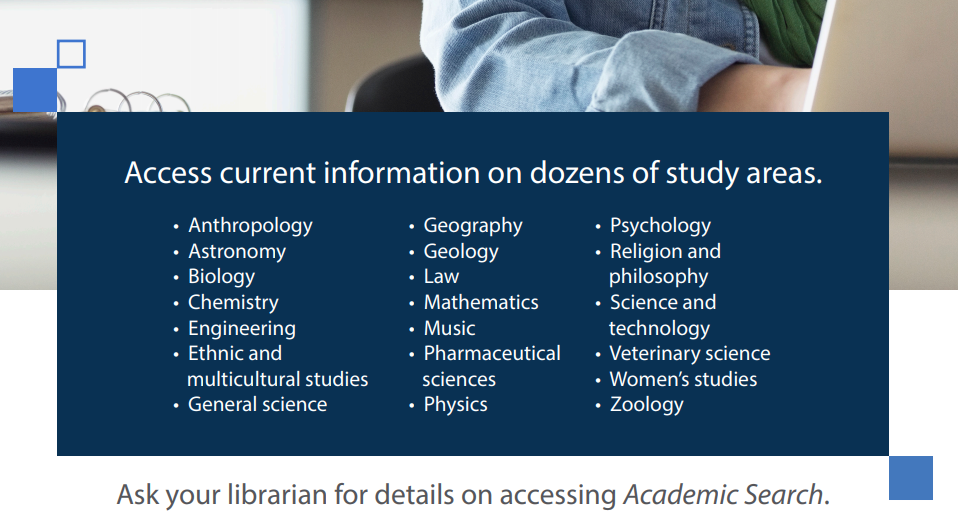 Access current information on dozens of study areas.
• Anthropology
• Astronomy
• Biology
• Chemistry
• Engineering
• Ethnic and
multicultural studies
• General science
• Geography
• Geology
• Law
• Mathematics
• Music
• Pharmaceutical
sciences
• Physics
• Psychology
• Religion and
philosophy
• Science and
technology
• Veterinary science
• Women’s studies
• Zoology
Ask your librarian for details on accessing Academic Search.